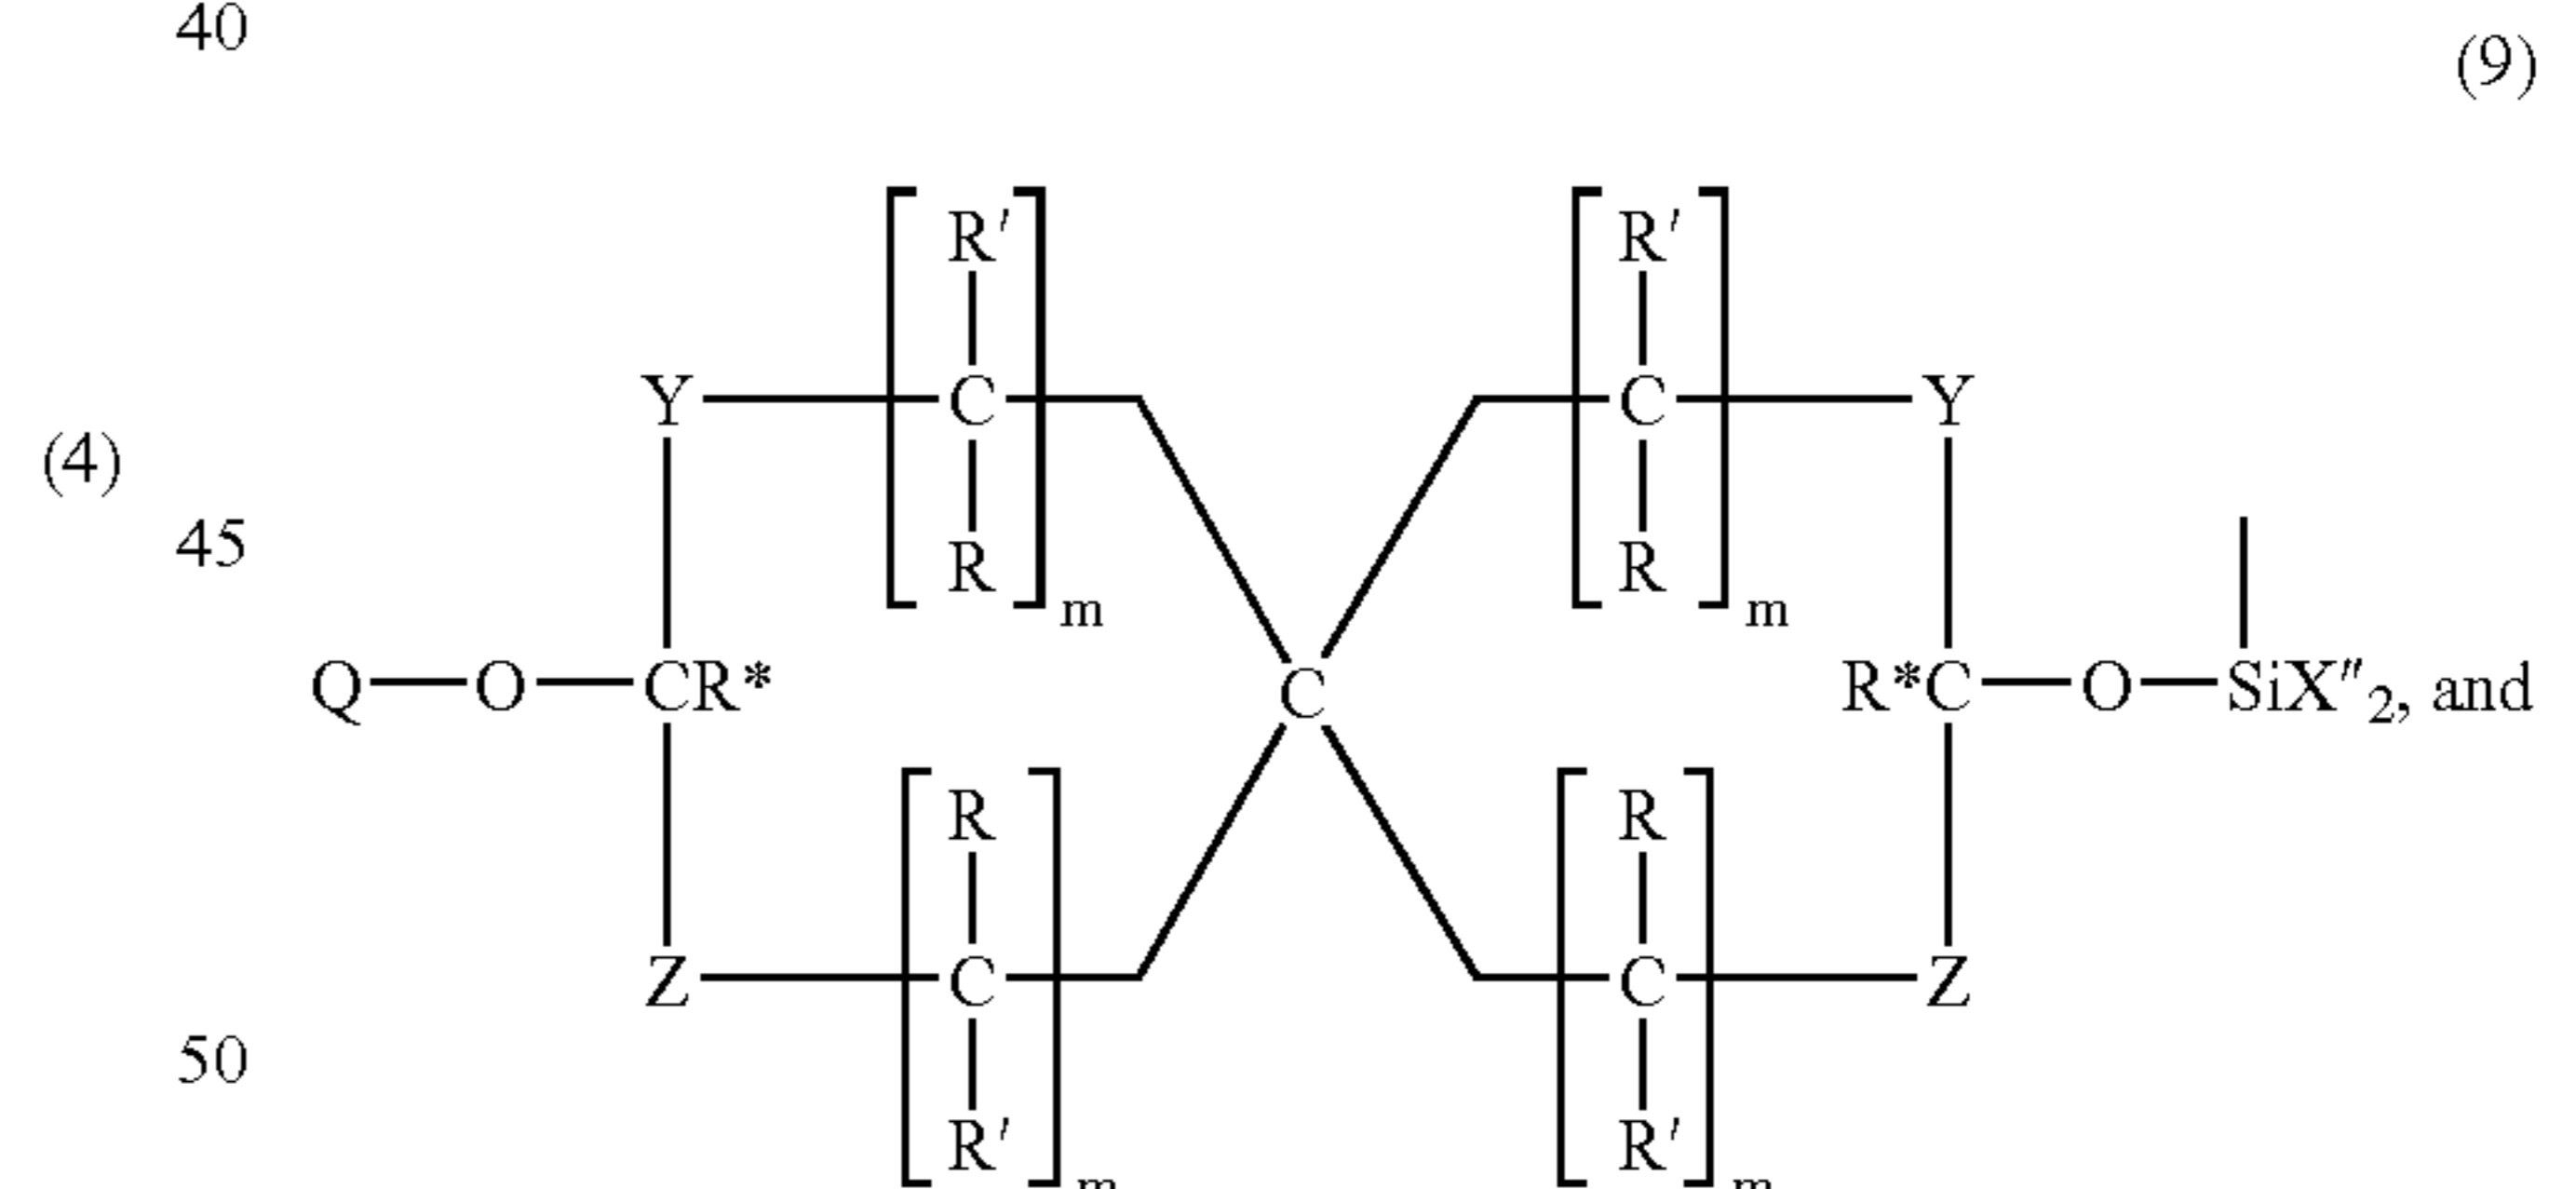 40
(9)
R' R'
Y C C Y
(4)
45
R R
m m
Q—O—CR* C R*C—O—SiX"2, and
R R
Z C C Z
50
R' R'
m m